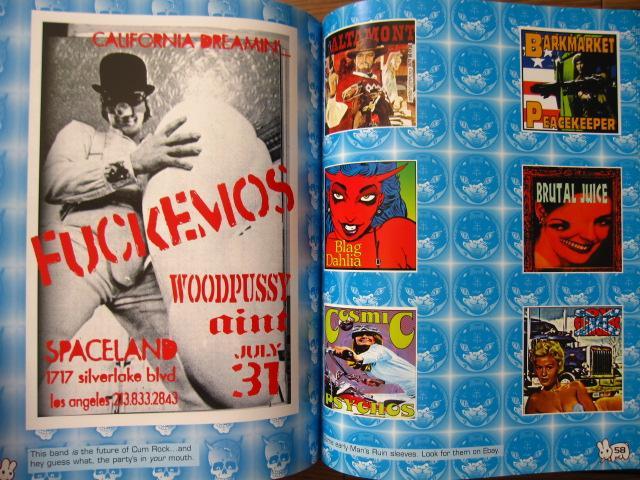 CALIFORNIA DREAMIN'
FUCKEMOS
WOODPUSSY
aint
JULY
31
SPACELAND
1717 silverlake blvd
los angeles 213.833.2843
This band is the future of Cum Rock...and
hey guess what, the party's in your mouth.
ALTAMONT
BARKMARKET
PEACEKEEPER
Blag
Dahlia
BRUTAL JUICE
COSMIC
PSYCHOS
early Man's Ruin sleeves. Look for them on Ebay.
58